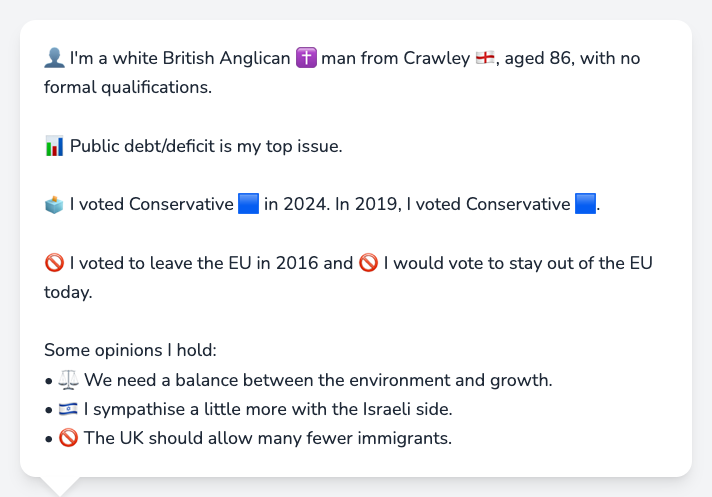 👤 I'm a white British Anglican ✝️ man from Crawley 🏴󠁧󠁢󠁥󠁮󠁧󠁿, aged 86, with no
formal qualifications.
📊 Public debt/deficit is my top issue.
🗳️ I voted Conservative 🟦 in 2024. In 2019, I voted Conservative 🟦.
🚫 I voted to leave the EU in 2016 and 🚫 I would vote to stay out of the EU
today.
Some opinions I hold:
• ⚖️ We need a balance between the environment and growth.
• 🇮🇱 I sympathise a little more with the Israeli side.
• 🚫 The UK should allow many fewer immigrants.